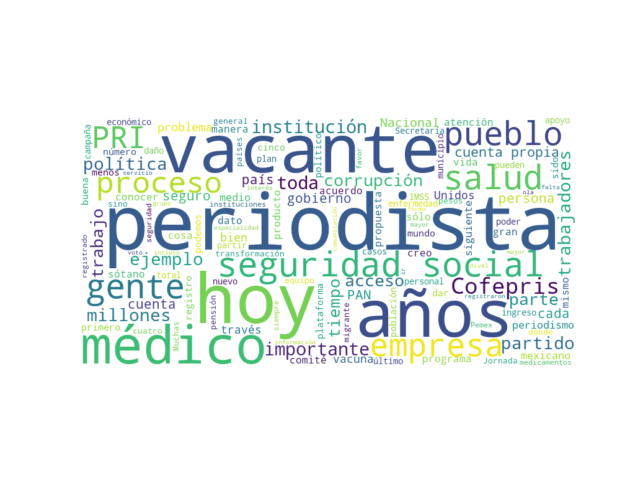 económico
problema
general
manera
institución
Nacional
Secretaría
atención
apoyo
campaña
PRI
número
daño
cinco
países
plan
vacante
político
favor
municipio
pueblo
política
cuenta propia
buena
menos
servicio
proceso
conocer
seguro
medio
instituciones
país
toda
acuerdo
corrupción
gobierno
salud
vida
pueden
sido
falta
Unidos
persona
trabajadores
trabajo
seguridad
sino
dato
producto
propuesta
IMSS
enfermedad
sólo
pesos
mayor
siguiente
poder
gran
periodista
registrado
voto
cosa
bien
partir
podemos
ejemplo
transformación
casos
creo
mundo
sótano
total
seguridad social
nivel
mejor
mismo
gente
registro
hoy
nuevo
equipo
acceso
personal
dar
Cofepris
parte
registraron
cuenta
pensión
siempre
tiempo
PAN
población
años
Pemex
ingreso
cada
millones
primero
cuatro
través
plataforma
migrante
periodismo
donde
médico
Muchas
importante
información
comité
vacuna
último
empresa
programa
Jornada
partido
mexicano
medicamentos
ola
interés
especialidad
ir